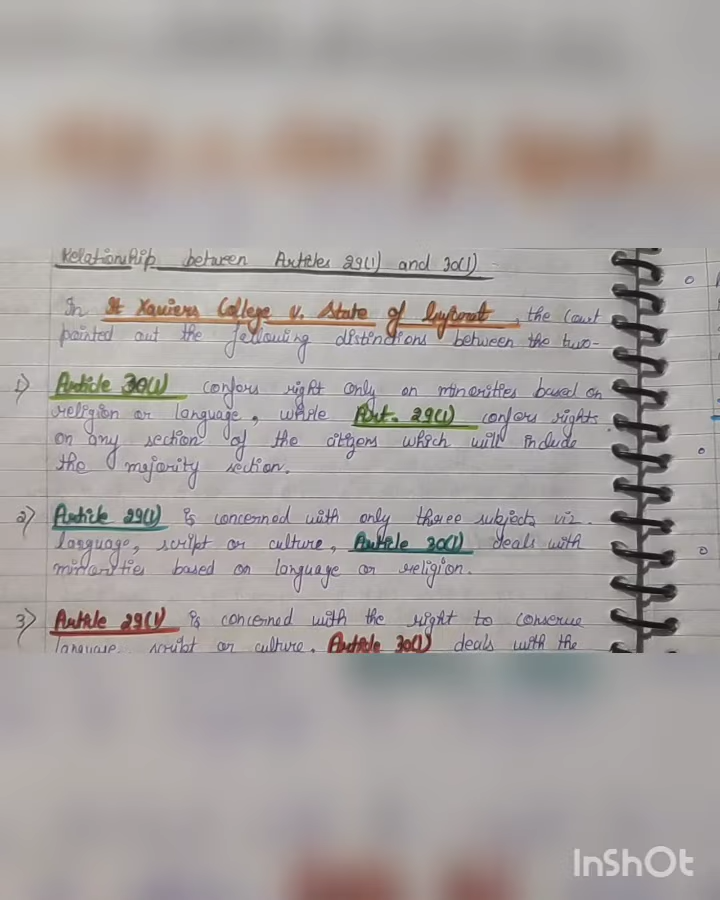 Relationship between Articles 29(1) and 30(1)
In St Xaviers College v. State of Gujarat, the Court
pointed out the following distinctions between the two-
1) Article 30(1) confers right only on minorities based on
religion or language, while Art. 29(1) confers rights
on any section of the citizens which will include
the majority section.
2) Article 29(1) is concerned with only three subjects viz.
language, script or culture, Article 30(1) deals with
minorities based on language or religion.
3) Article 29(1) is concerned with the right to conserve
language, script or culture. Article 30(1) deals with the
InShOt